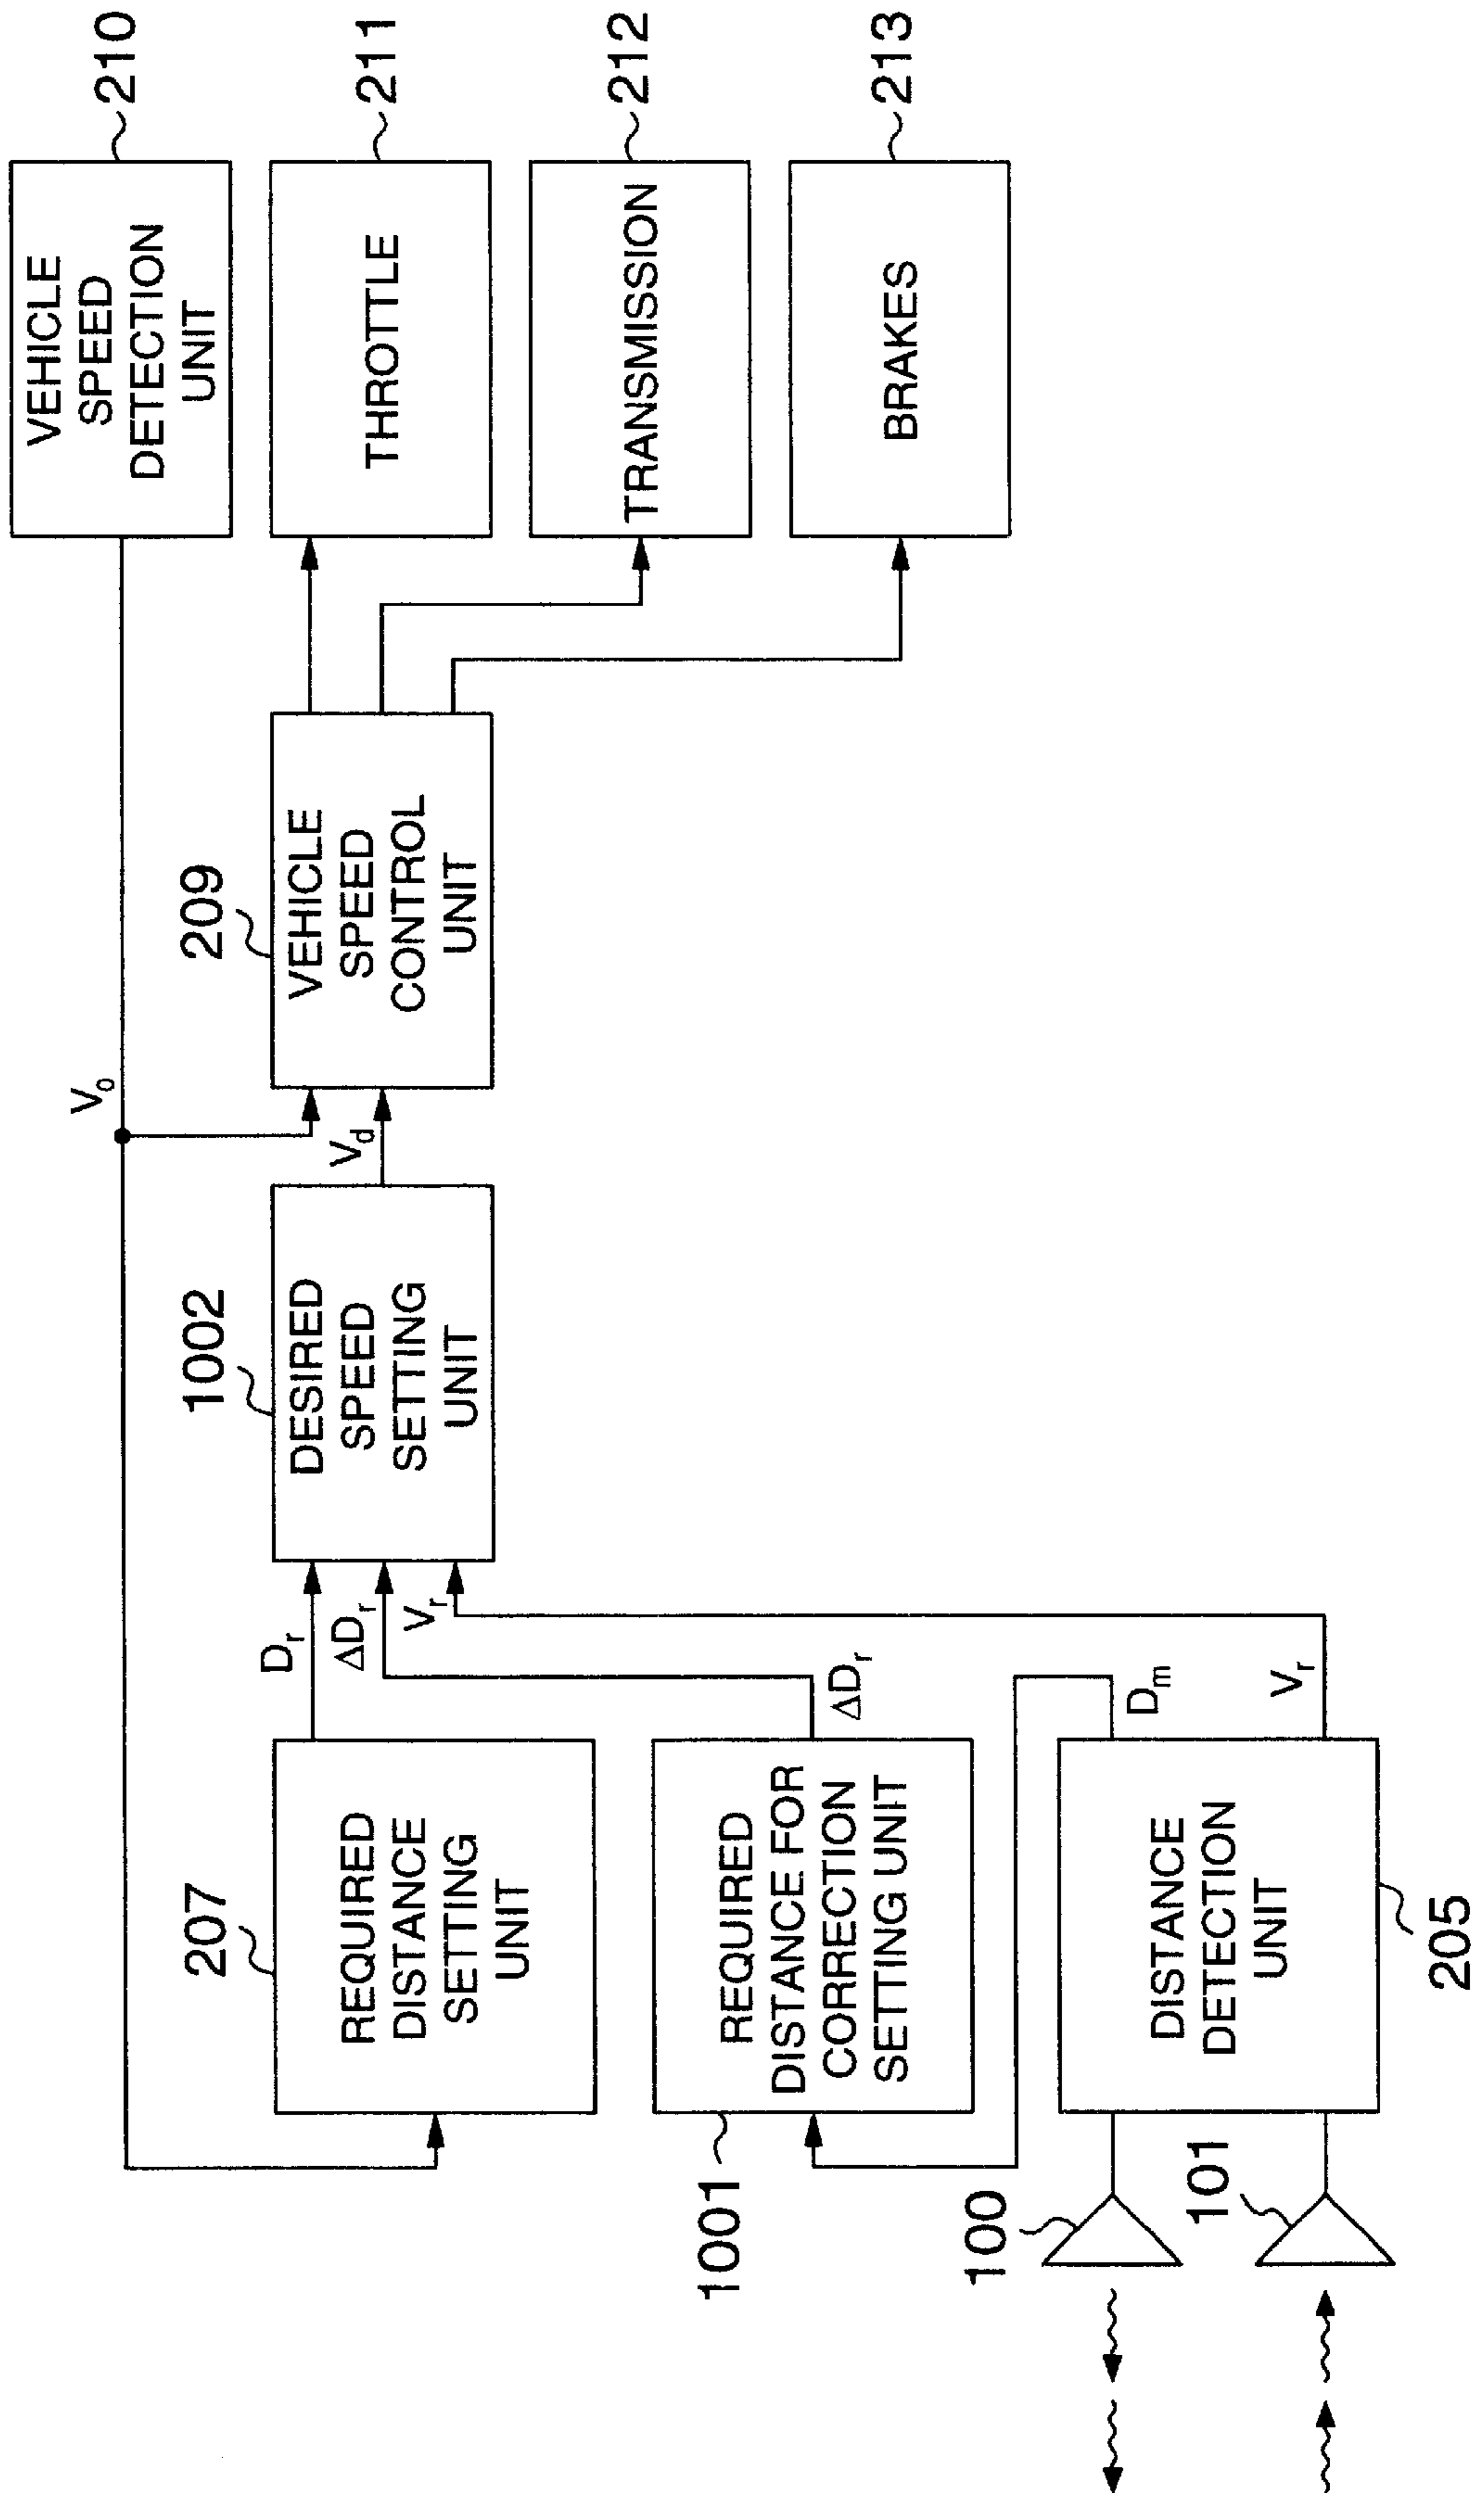 210
VEHICLE
SPEED
DETECTION
UNIT
211
THROTTLE
212
TRANSMISSION
213
BRAKES
209
VEHICLE
SPEED
CONTROL
UNIT
Vo
Vd
1002
DESIRED
SPEED
SETTING
UNIT
Dr
ΔDr
Vr
207
REQUIRED
DISTANCE
SETTING
UNIT
1001
REQUIRED
DISTANCE FOR
CORRECTION
SETTING UNIT
ΔDr
Dm
Vr
DISTANCE
DETECTION
UNIT
205
100
101